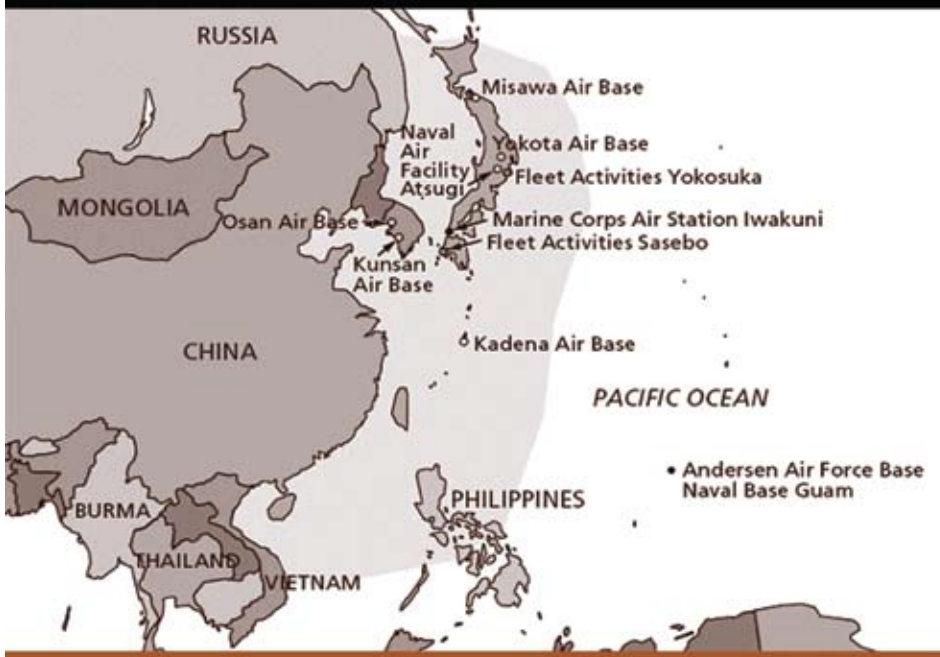 RUSSIA
Misawa Air Base
Naval
Air
Facility
Atsugi
Yokota Air Base
Fleet Activities Yokosuka
MONGOLIA
Osan Air Base
Marine Corps Air Station Iwakuni
Fleet Activities Sasebo
Kunsan
Air Base
CHINA
Kadena Air Base
PACIFIC OCEAN
Andersen Air Force Base
Naval Base Guam
PHILIPPINES
BURMA
THAILAND
VIETNAM